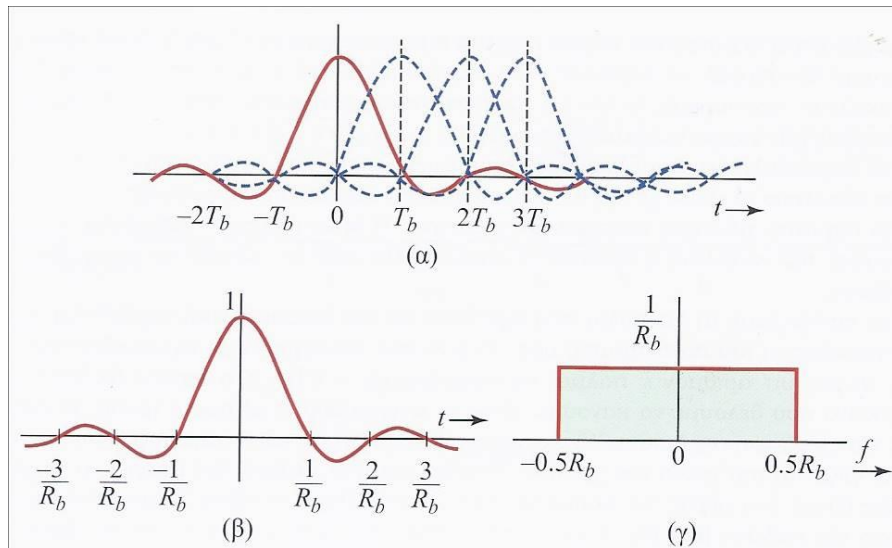 −2T_b −T_b 0 T_b 2T_b 3T_b t
(α)
1
t
−3/R_b −2/R_b −1/R_b 1/R_b 2/R_b 3/R_b
(β)
1/R_b
−0.5R_b 0 0.5R_b f
(γ)